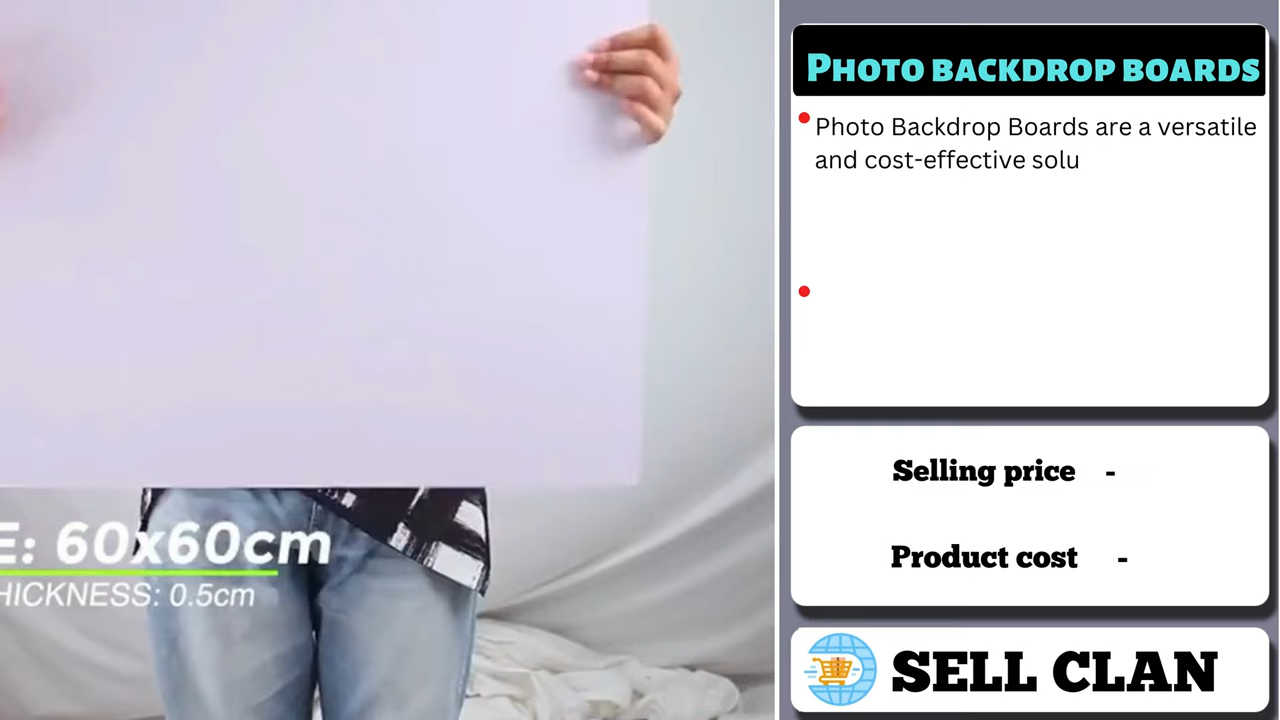 E: 60x60cm
HICKNESS: 0.5cm
PHOTO BACKDROP BOARDS
Photo Backdrop Boards are a versatile
and cost-effective solu
Selling price -
Product cost -
SELL CLAN